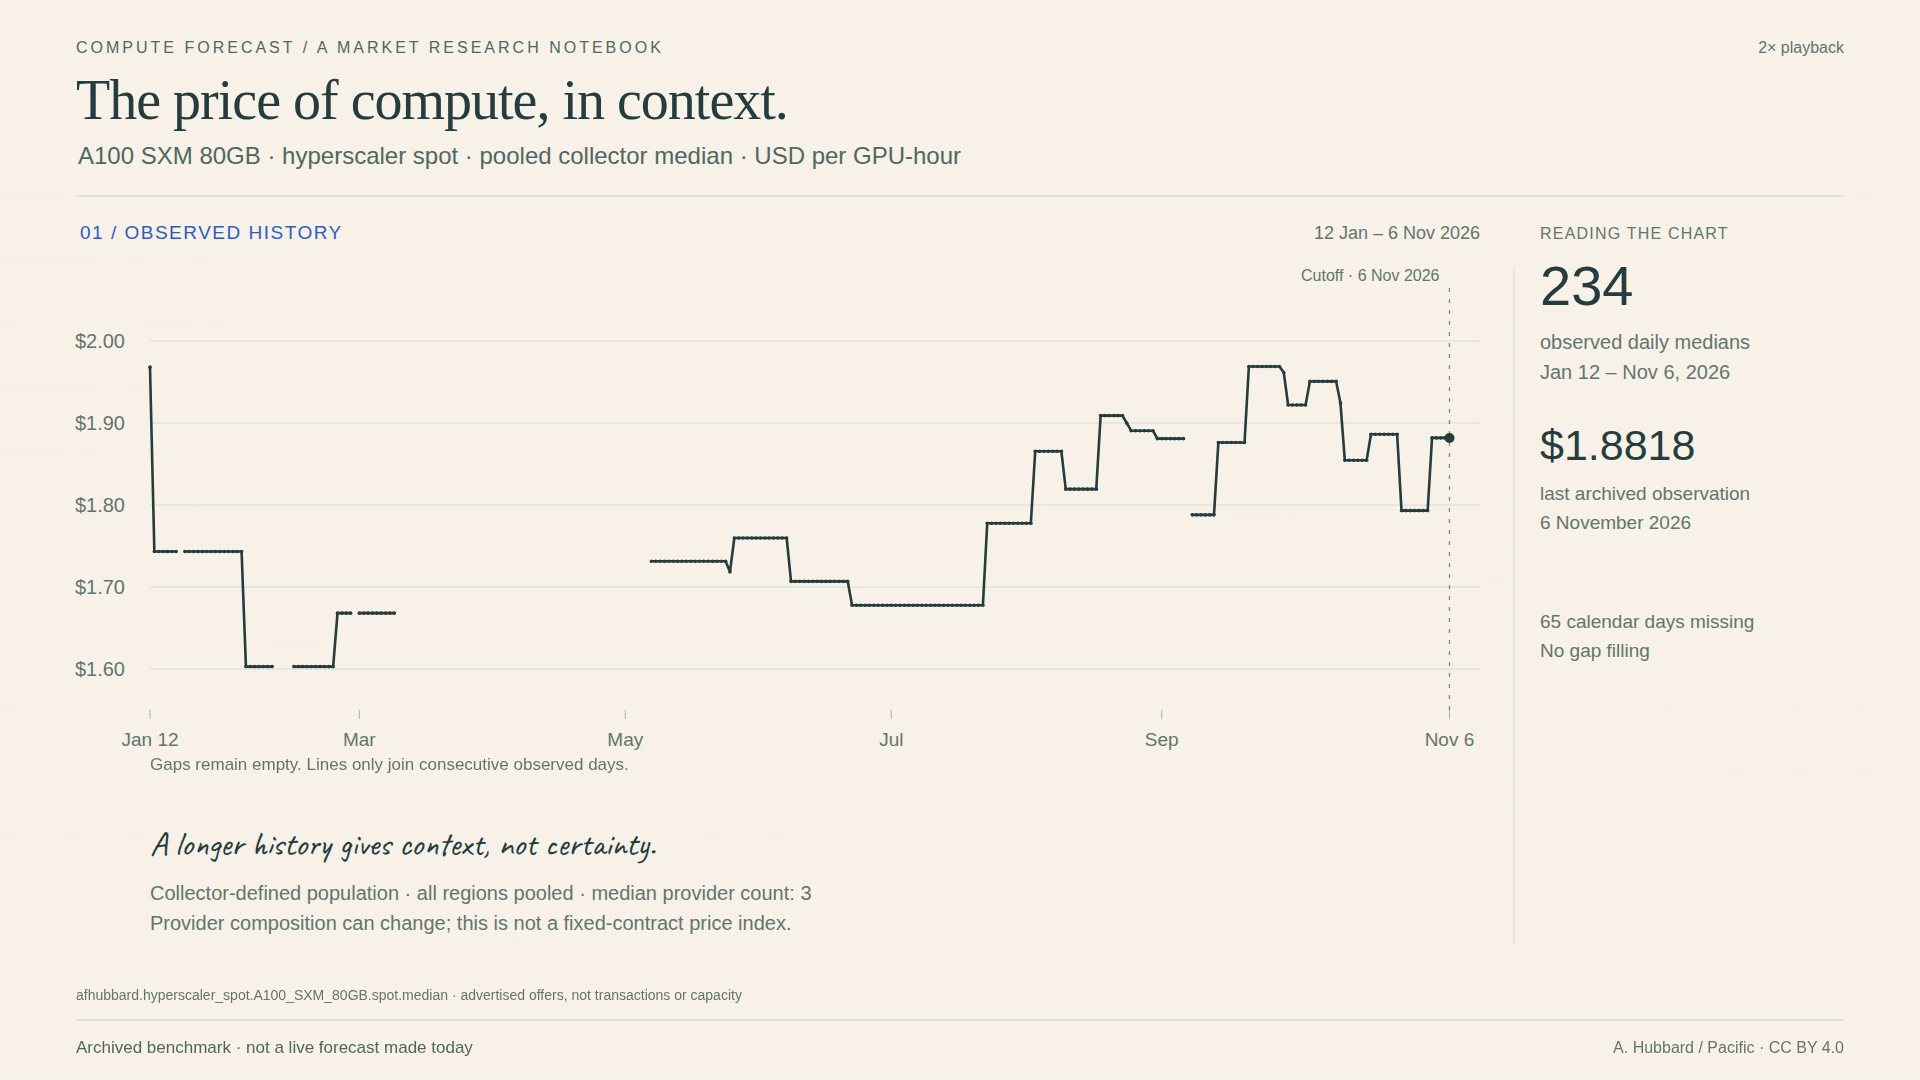 COMPUTE FORECAST / A MARKET RESEARCH NOTEBOOK
2× playback
The price of compute, in context.
A100 SXM 80GB · hyperscaler spot · pooled collector median · USD per GPU-hour
01 / OBSERVED HISTORY
12 Jan – 6 Nov 2026
Cutoff · 6 Nov 2026
$2.00
$1.90
$1.80
$1.70
$1.60
Jan 12
Mar
May
Jul
Sep
Nov 6
Gaps remain empty. Lines only join consecutive observed days.
READING THE CHART
234
observed daily medians
Jan 12 – Nov 6, 2026
$1.8818
last archived observation
6 November 2026
65 calendar days missing
No gap filling
A longer history gives context, not certainty.
Collector-defined population · all regions pooled · median provider count: 3
Provider composition can change; this is not a fixed-contract price index.
afhubbard.hyperscaler_spot.A100_SXM_80GB.spot.median · advertised offers, not transactions or capacity
Archived benchmark · not a live forecast made today
A. Hubbard / Pacific · CC BY 4.0